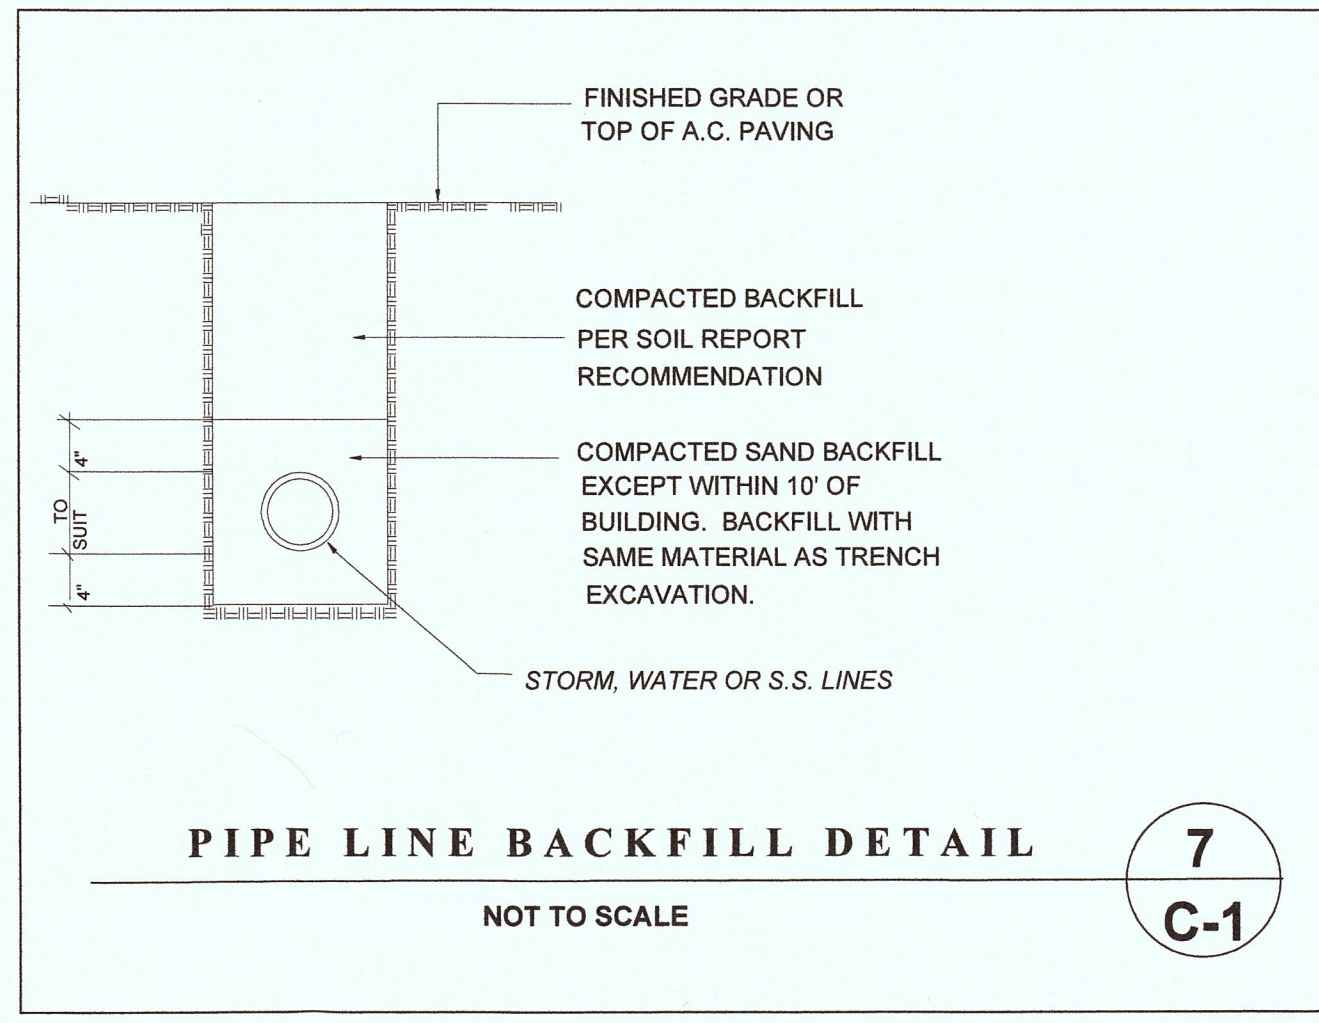 FINISHED GRADE OR
TOP OF A.C. PAVING
COMPACTED BACKFILL
PER SOIL REPORT
RECOMMENDATION
4"
TO
SUIT
4"
COMPACTED SAND BACKFILL
EXCEPT WITHIN 10' OF
BUILDING. BACKFILL WITH
SAME MATERIAL AS TRENCH
EXCAVATION.
STORM, WATER OR S.S. LINES
PIPE LINE BACKFILL DETAIL
NOT TO SCALE
7
C-1